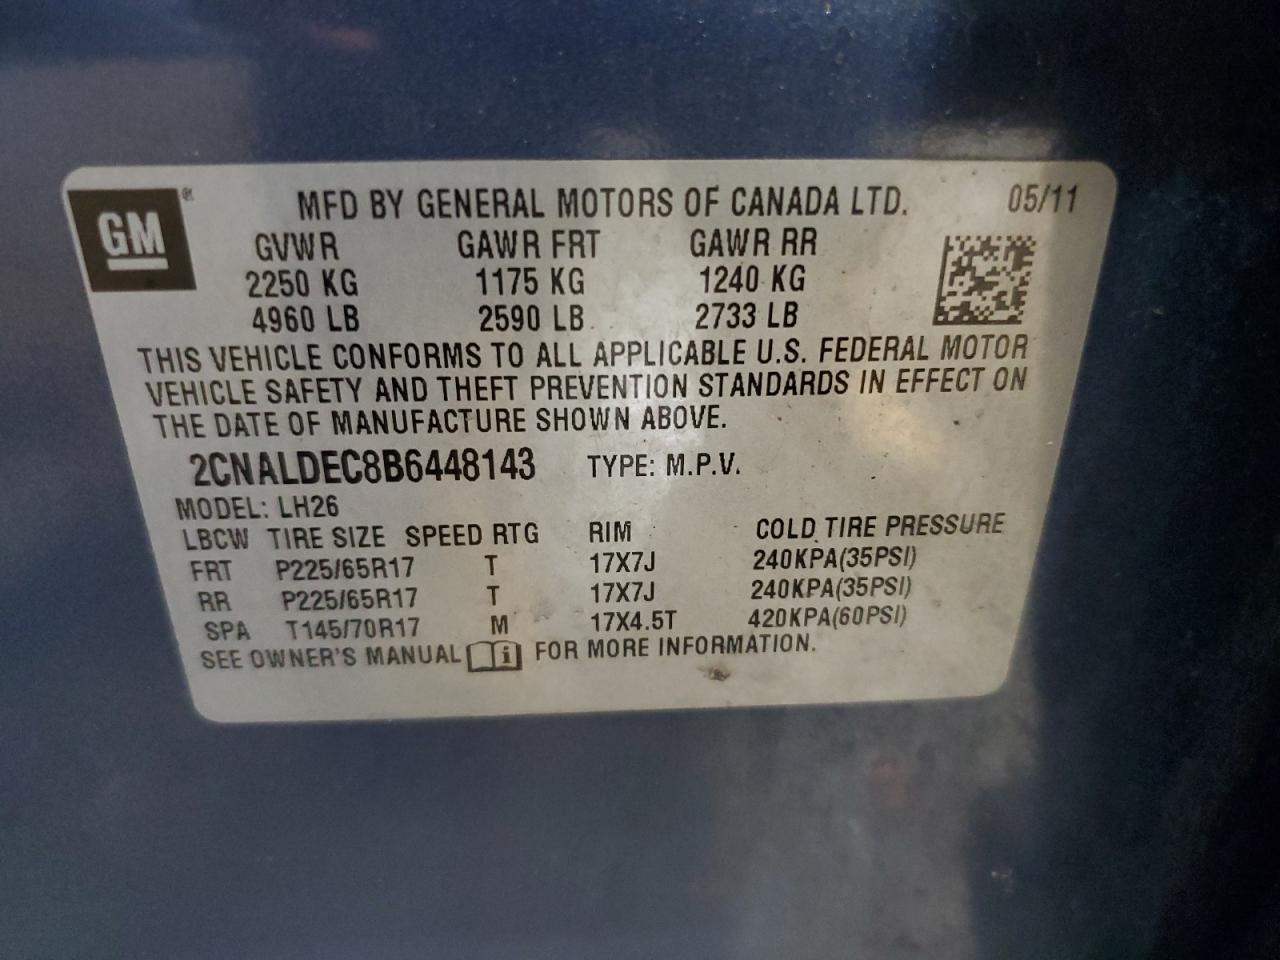 GM® MFD BY GENERAL MOTORS OF CANADA LTD. 05/11
GVWR GAWR FRT GAWR RR
2250 KG 1175 KG 1240 KG
4960 LB 2590 LB 2733 LB
THIS VEHICLE CONFORMS TO ALL APPLICABLE U.S. FEDERAL MOTOR
VEHICLE SAFETY AND THEFT PREVENTION STANDARDS IN EFFECT ON
THE DATE OF MANUFACTURE SHOWN ABOVE.
2CNALDEC8B6448143 TYPE: M.P.V.
MODEL: LH26
LBCW TIRE SIZE SPEED RTG RIM COLD TIRE PRESSURE
FRT P225/65R17 T 17X7J 240KPA(35PSI)
RR P225/65R17 T 17X7J 240KPA(35PSI)
SPA T145/70R17 M 17X4.5T 420KPA(60PSI)
SEE OWNER'S MANUAL i FOR MORE INFORMATION.